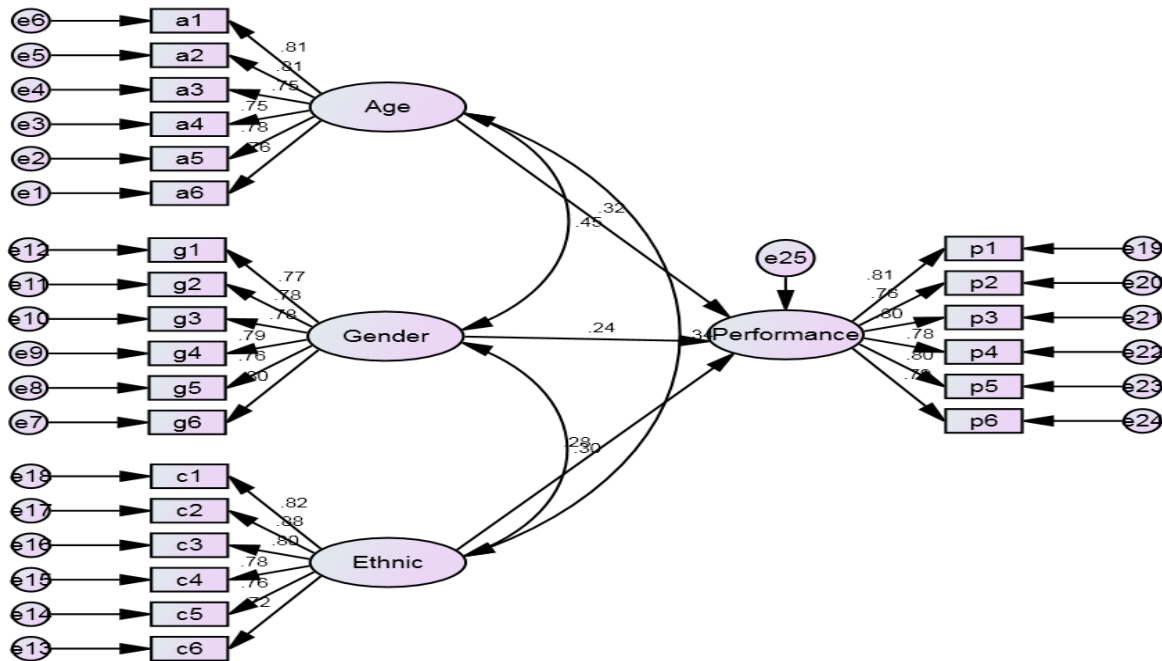 e6 a1
.81
e5 a2
.81
e4 a3
.75
Age
e3 a4
.75
.78
e2 a5
.76
e1 a6
.32
.45
e12 g1
e11 g2
.77
.78
e10 g3
.78
Gender
e9 g4
.79
.76
e8 g5
.80
e7 g6
.24
e25
Performance
.81
p1 e19
.76
p2 e20
.80
p3 e21
.78
p4 e22
.80
p5 e23
p6 e24
.28
.30
e18 c1
.82
e17 c2
.88
e16 c3
.80
Ethnic
e15 c4
.78
.76
e14 c5
.72
e13 c6